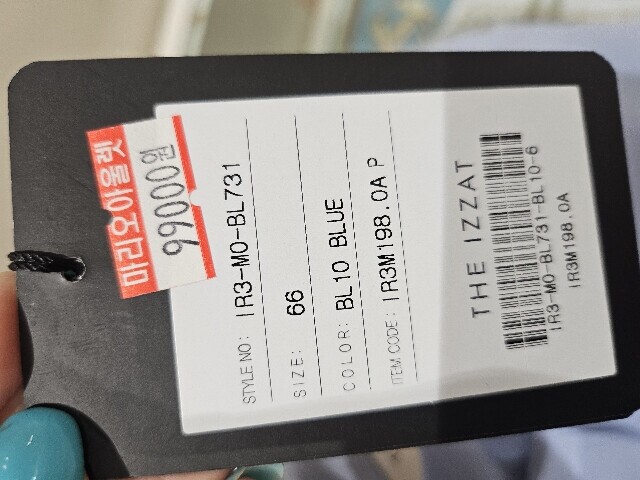 마리오아울렛
99000원
STYLE NO: IR3-MO-BL731
SIZE: 66
COLOR: BL10 BLUE
ITEM CODE: IR3M198.0A P
THE IZZAT
IR3-MO-BL731-BL10-6
IR3M198.0A